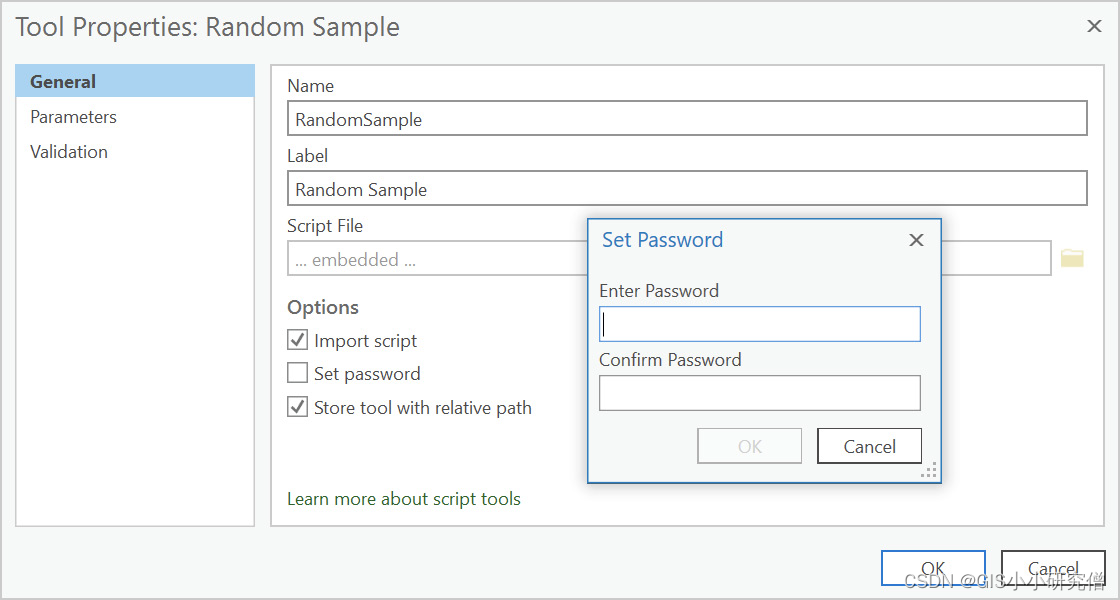 Tool Properties: Random Sample
General
Parameters
Validation
Name
RandomSample
Label
Random Sample
Script File
... embedded ...
Options
Import script
Set password
Store tool with relative path
Learn more about script tools
Set Password
Enter Password
Confirm Password
OK
Cancel
OK
Cancel
CSDN @GIS小小研究僧